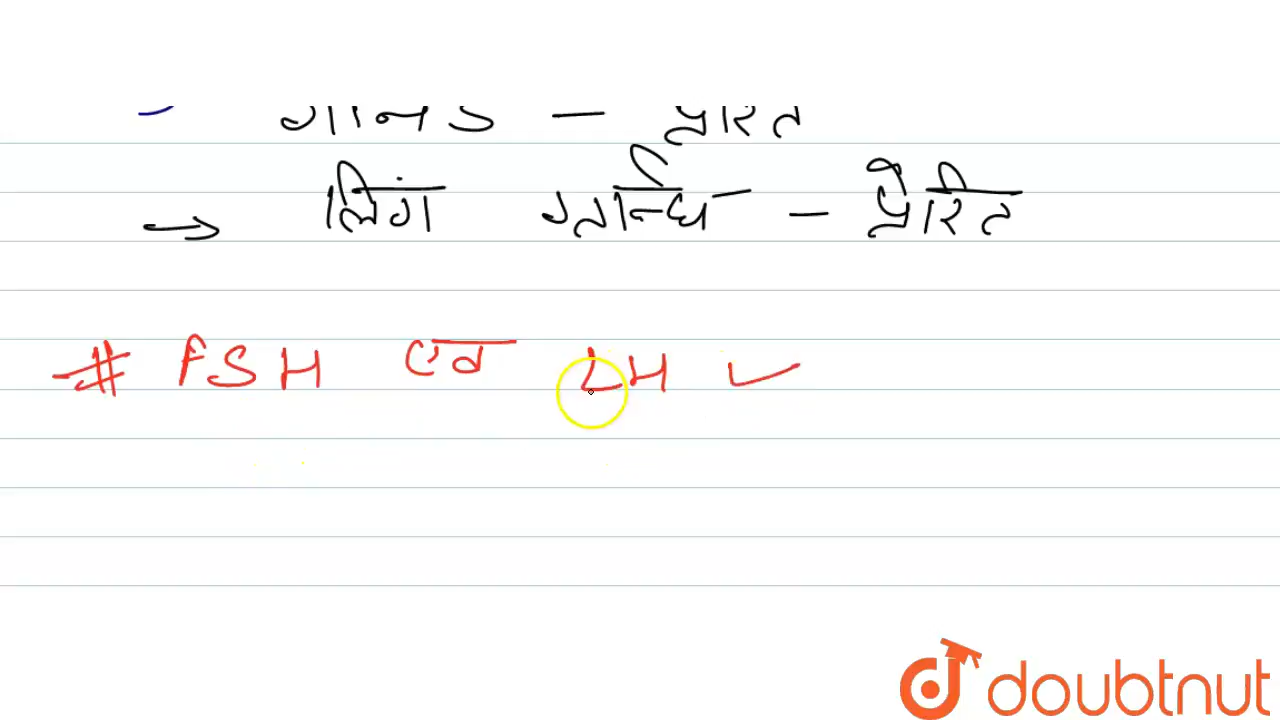 गोनेड - प्रेरित
→ लिंग ग्रन्थि - प्रेरित
# FSH एवं LH ✓
doubtnut